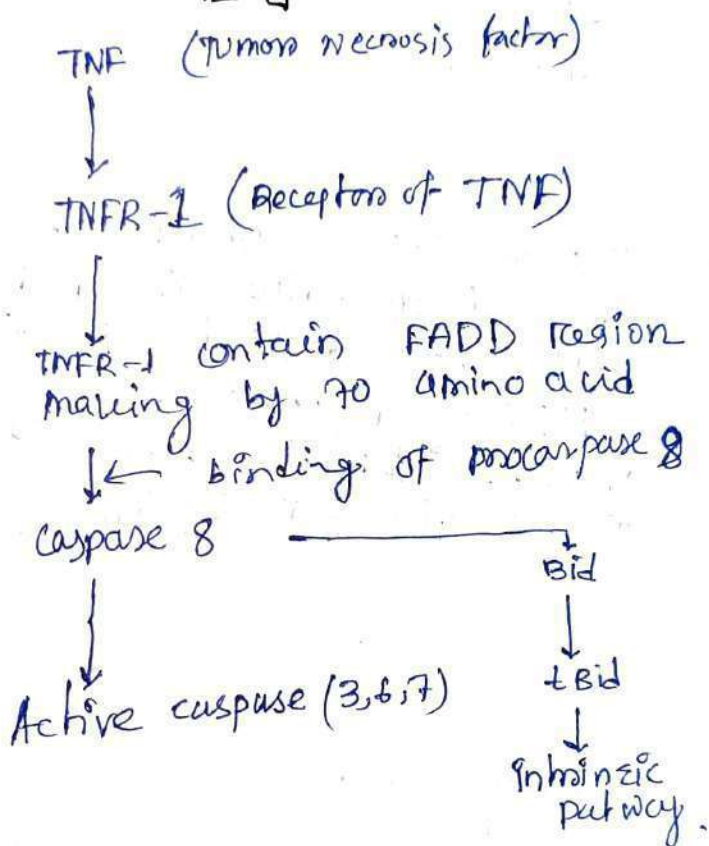 TNF (Tumor Necrosis factor)
TNFR-1 (Receptor of TNF)
TNFR-1 contain FADD region
making by 70 amino acid
binding of procaspase 8
Caspase 8
Bid
Active caspase (3,6,7)
tBid
Intrinsic
patway.